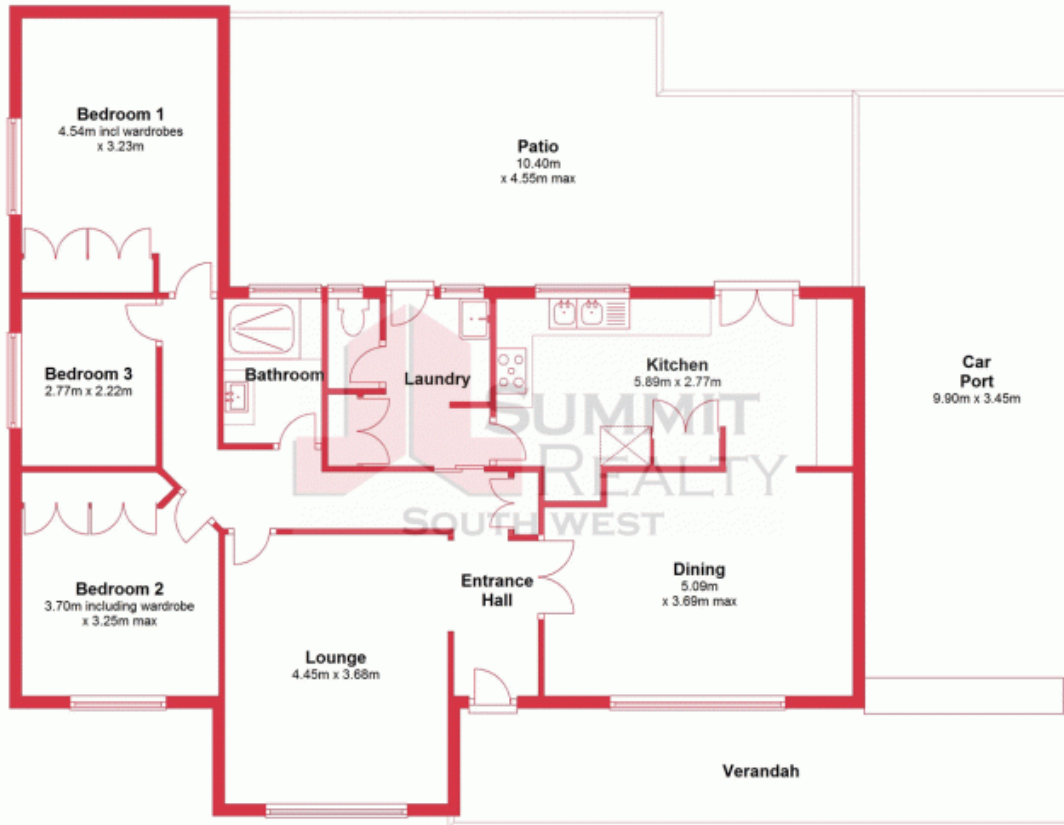 Bedroom 1
4.54m incl wardrobes
x 3.23m
Patio
10.40m
x 4.55m max
Bedroom 3
2.77m x 2.22m
Bathroom
Laundry
Kitchen
5.89m x 2.77m
Car
Port
9.90m x 3.45m
SUMMIT
REALTY
SOUTH WEST
Bedroom 2
3.70m including wardrobe
x 3.25m max
Entrance
Hall
Dining
5.09m
x 3.69m max
Lounge
4.45m x 3.68m
Verandah